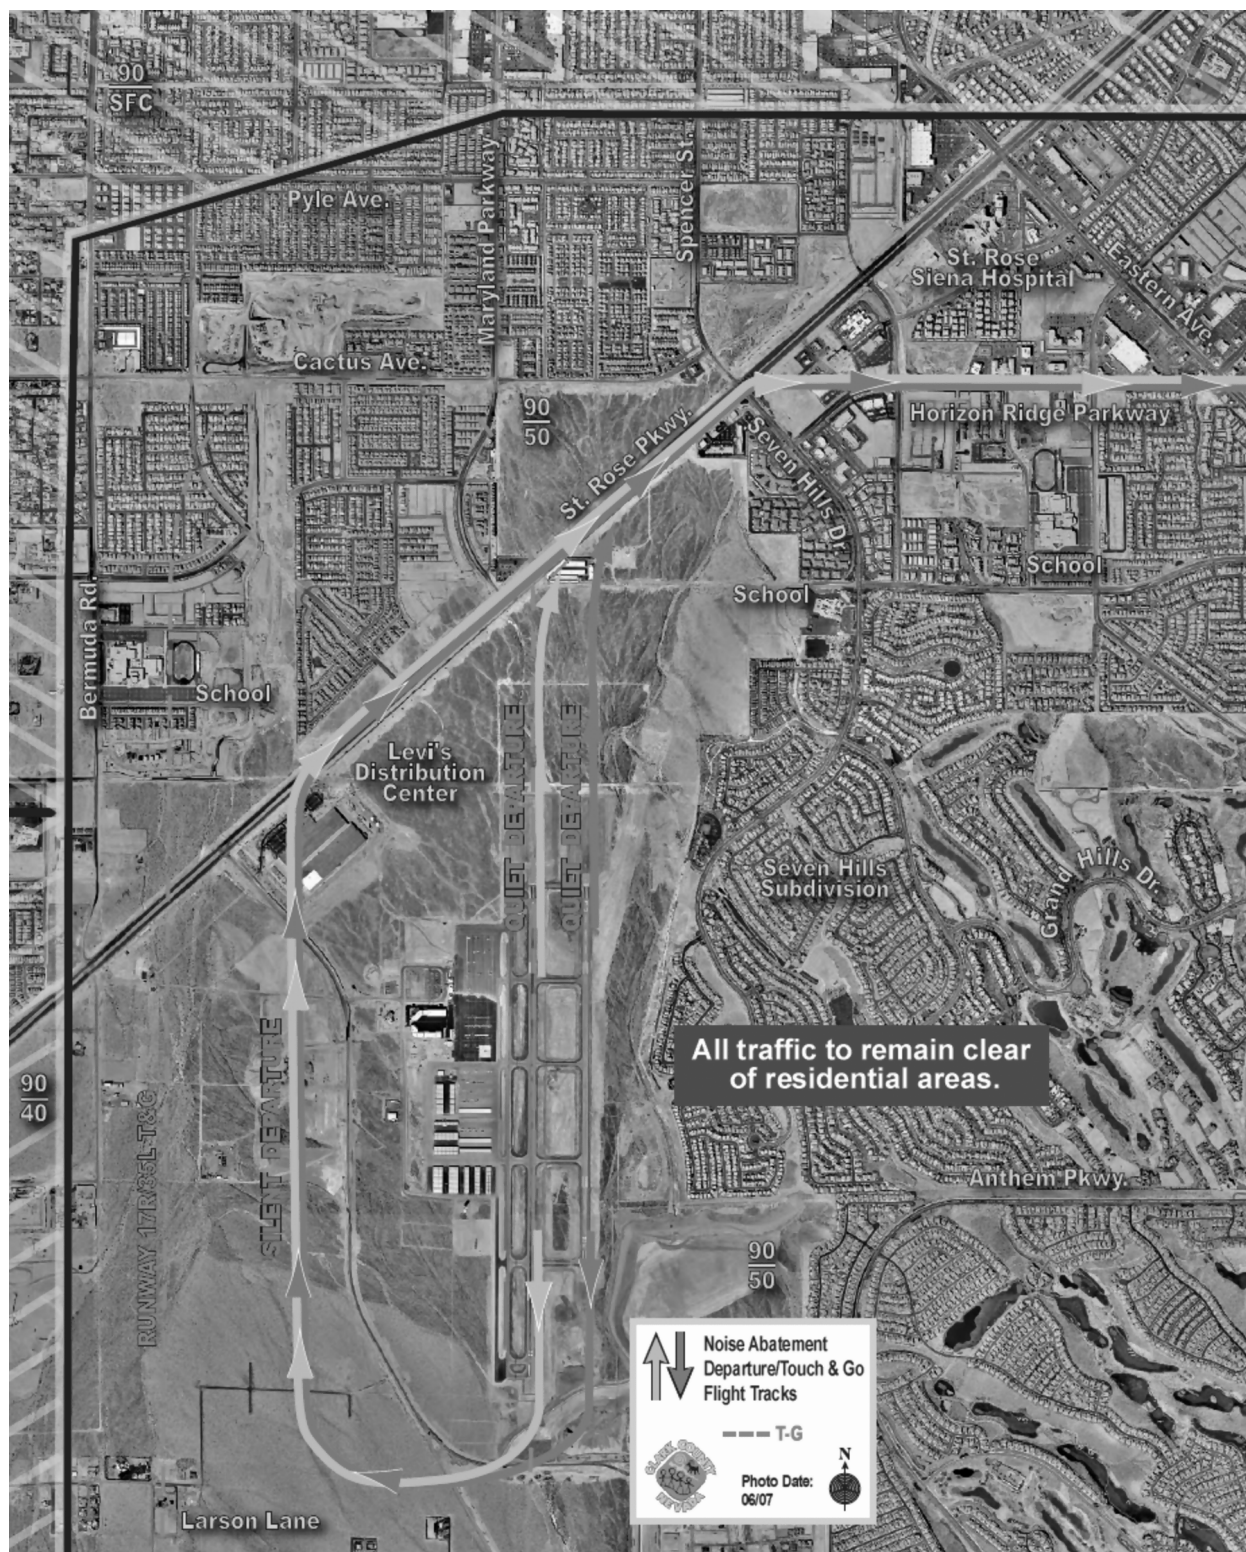 90
SFC
Pyle Ave.
Maryland Parkway
Spencer St.
St. Rose
Siena Hospital
Eastern Ave.
Cactus Ave.
90
50
St. Rose Pkwy.
Horizon Ridge Parkway
Seven Hills Dr.
School
School
Bermuda Rd.
School
Levi's
Distribution
Center
QUIET DEPARTURE
QUIET DEPARTURE
Seven Hills
Subdivision
Grand Hills Dr.
All traffic to remain clear
of residential areas.
90
40
SILENT DEPARTURE
RUNWAY 17R/35L-T&G
Anthem Pkwy.
90
50
Noise Abatement
Departure/Touch & Go
Flight Tracks
T-G
CLARK COUNTY
NEVADA
N
Photo Date:
06/07
Larson Lane